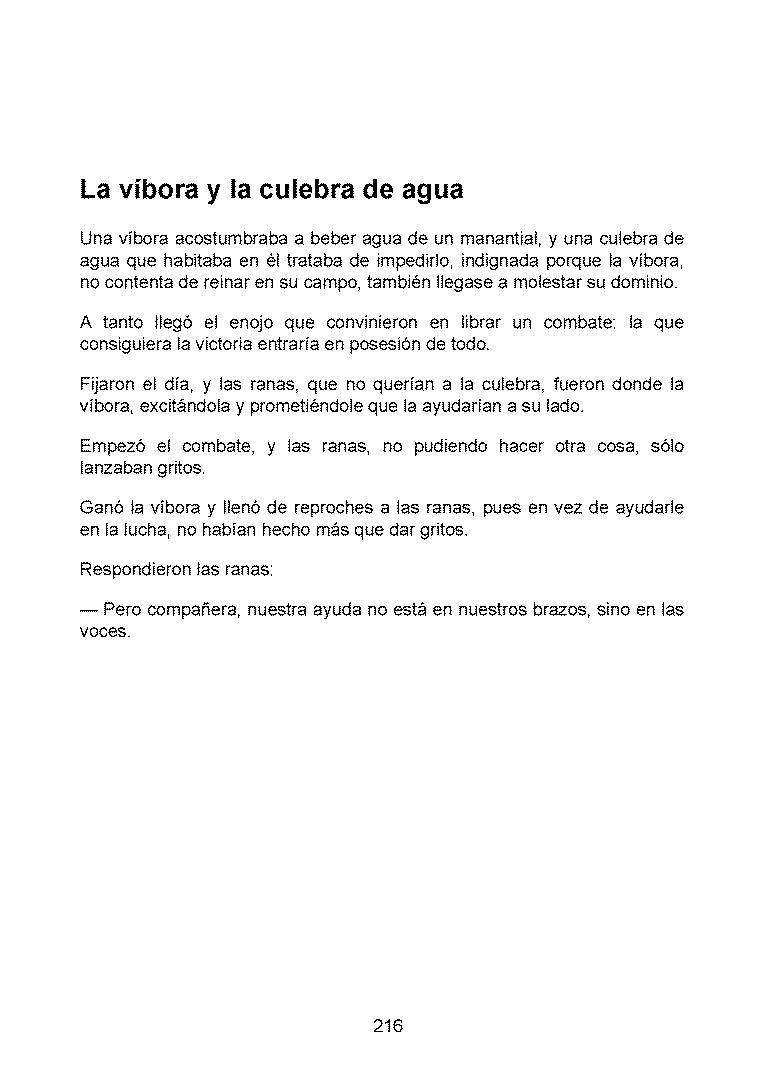 La víbora y la culebra de agua
Una víbora acostumbraba a beber agua de un manantial, y una culebra de
agua que habitaba en él trataba de impedirlo, indignada porque la víbora,
no contenta de reinar en su campo, también llegase a molestar su dominio.
A tanto llegó el enojo que convinieron en librar un combate: la que
consiguiera la victoria entraría en posesión de todo.
Fijaron el día, y las ranas, que no querían a la culebra, fueron donde la
víbora, excitándola y prometiéndole que la ayudarían a su lado.
Empezó el combate, y las ranas, no pudiendo hacer otra cosa, sólo
lanzaban gritos.
Ganó la víbora y llenó de reproches a las ranas, pues en vez de ayudarle
en la lucha, no habían hecho más que dar gritos.
Respondieron las ranas:
— Pero compañera, nuestra ayuda no está en nuestros brazos, sino en las
voces.
216